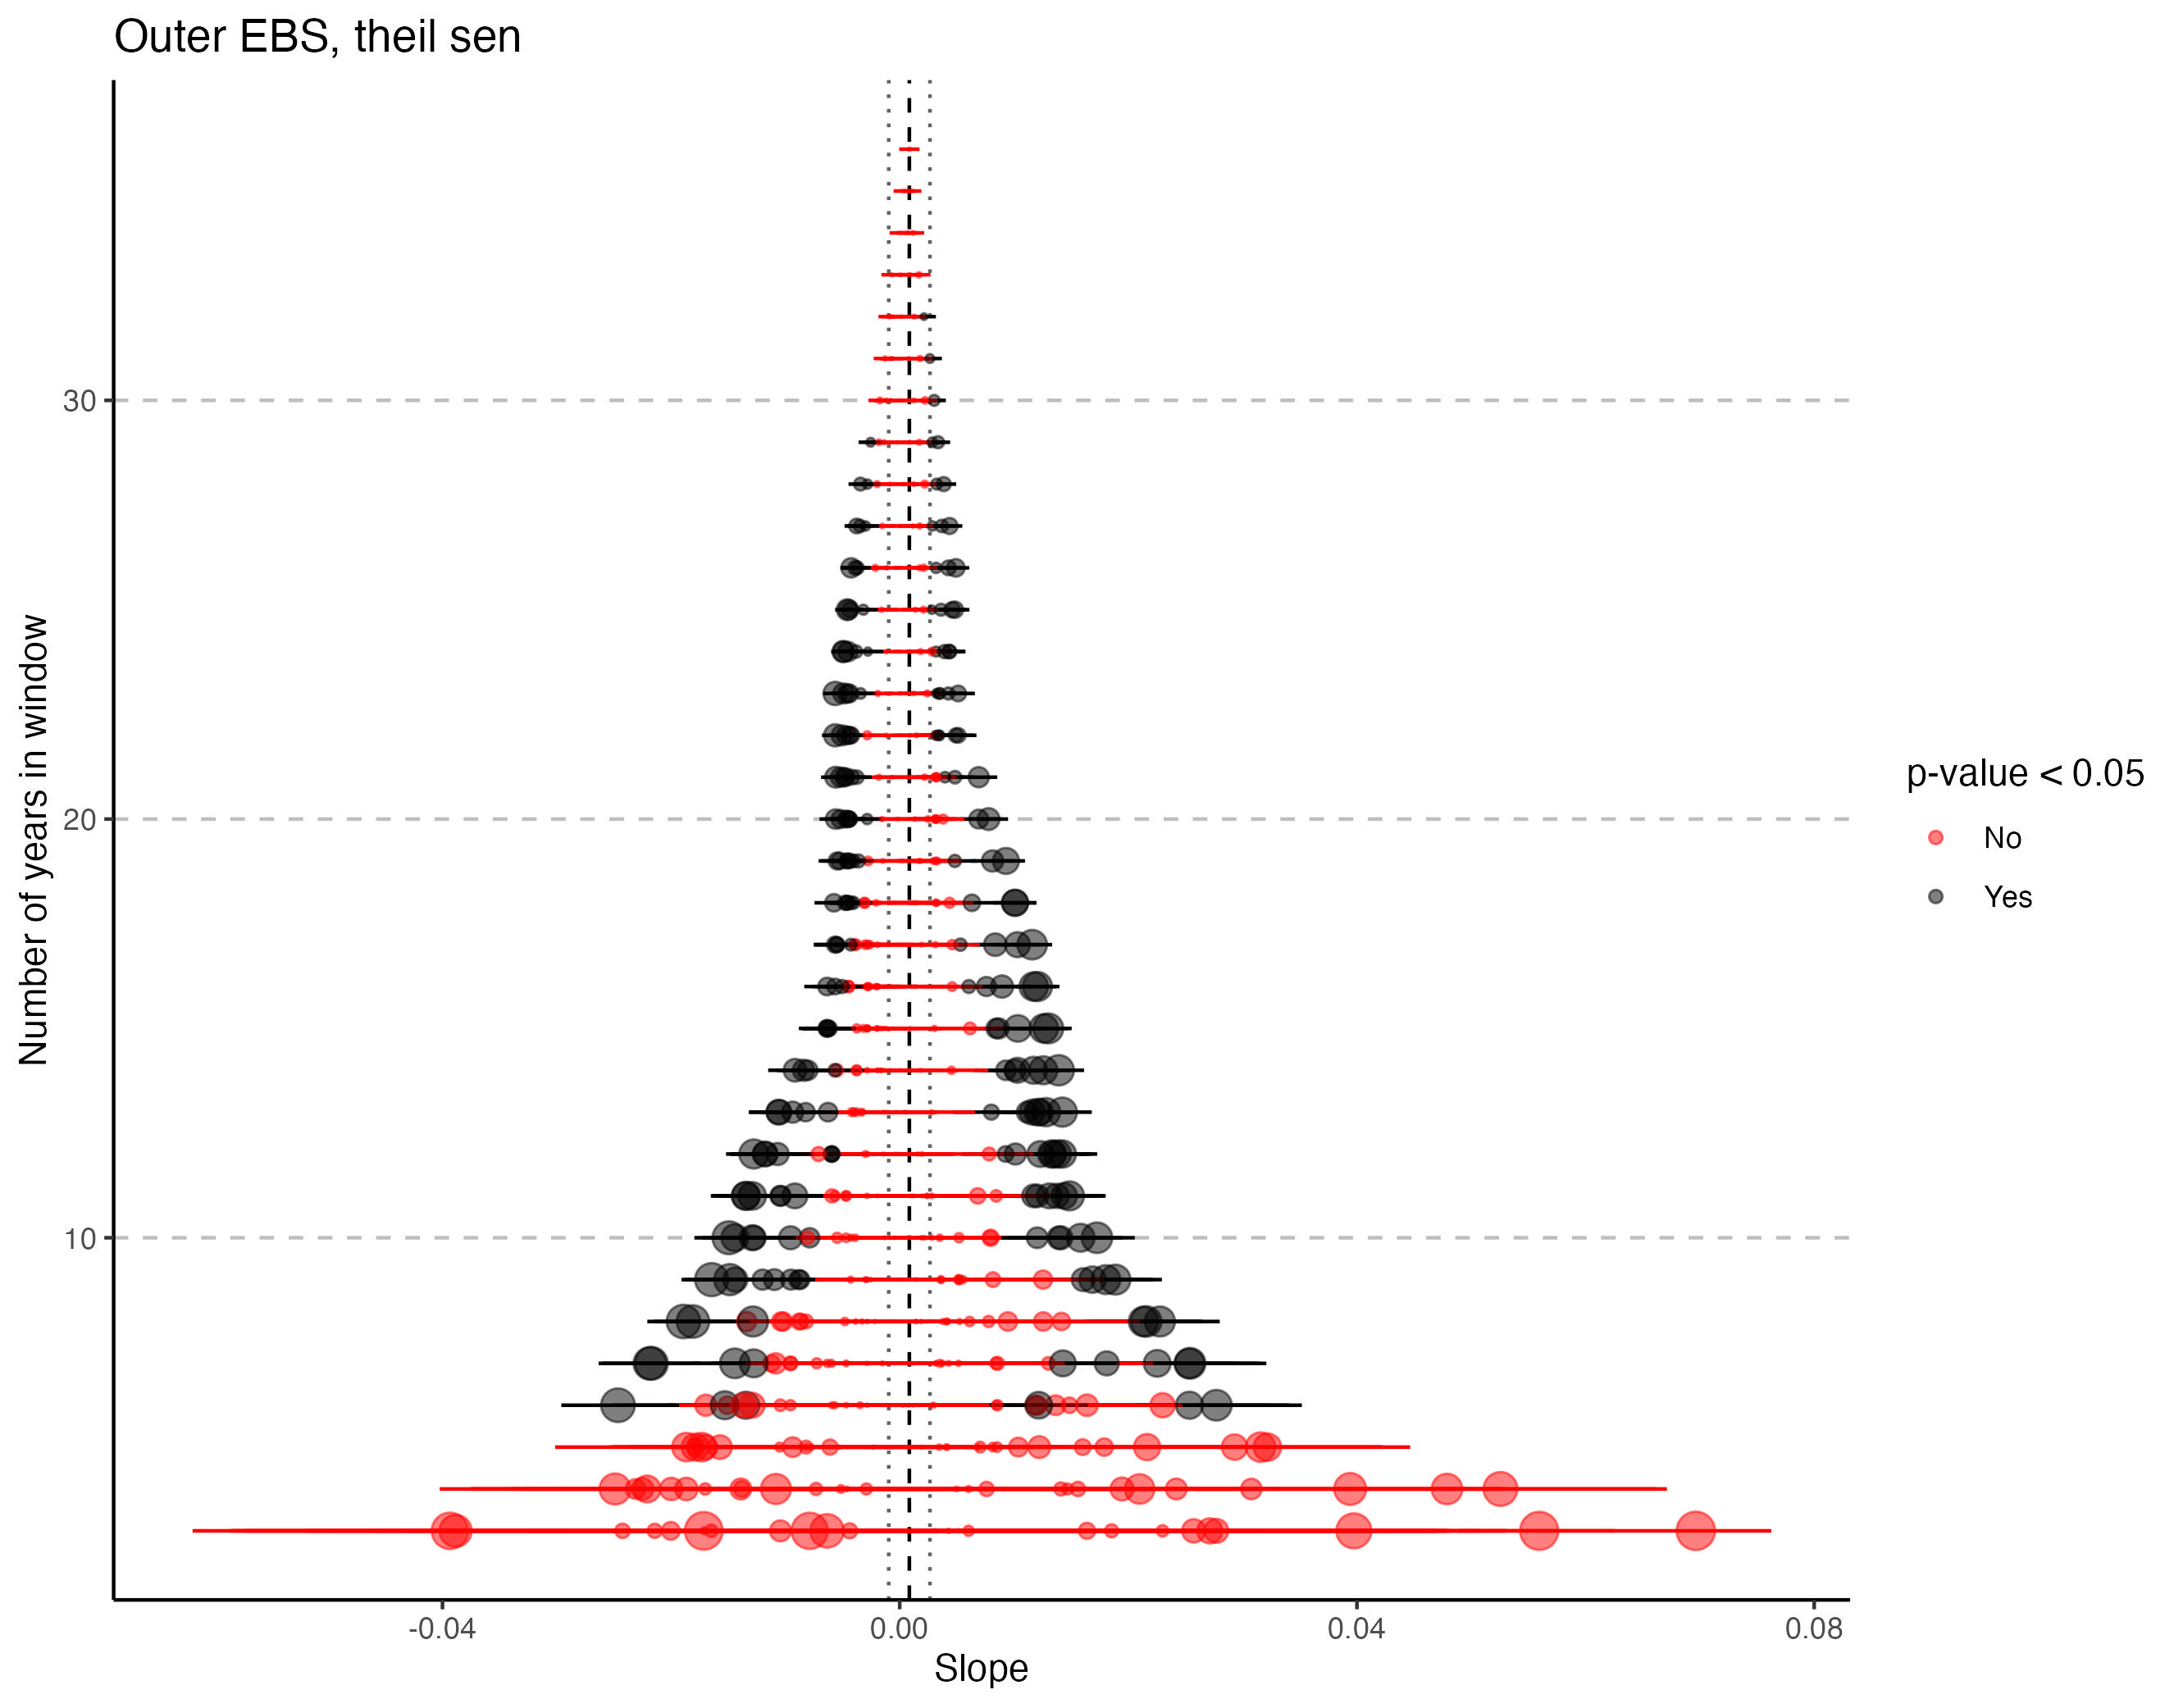 Outer EBS, theil sen
Number of years in window
30
20
10
-0.04
0.00
0.04
0.08
Slope
p-value < 0.05
No
Yes